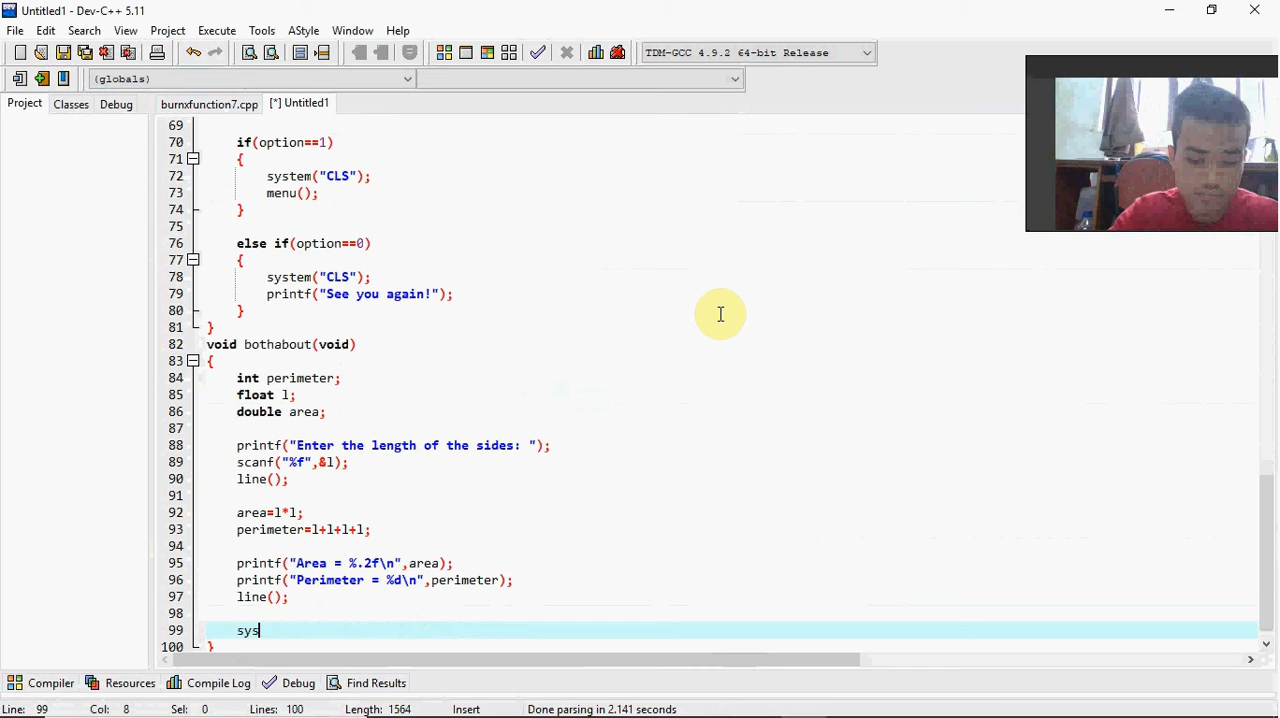 Untitled1 - Dev-C++ 5.11
File Edit Search View Project Execute Tools AStyle Window Help
TDM-GCC 4.9.2 64-bit Release
(globals)
Project Classes Debug burnxfunction7.cpp [*] Untitled1
69
70 if(option==1)
71 {
72 system("CLS");
73 menu();
74 }
75
76 else if(option==0)
77 {
78 system("CLS");
79 printf("See you again!");
80 }
81 }
82 void bothabout(void)
83 {
84 int perimeter;
85 float l;
86 double area;
87
88 printf("Enter the length of the sides: ");
89 scanf("%f",&l);
90 line();
91
92 area=l*l;
93 perimeter=l+l+l+l;
94
95 printf("Area = %.2f\n",area);
96 printf("Perimeter = %d\n",perimeter);
97 line();
98
99 sys
100 }
Compiler Resources Compile Log Debug Find Results
Line: 99 Col: 8 Sel: 0 Lines: 100 Length: 1564 Insert Done parsing in 2.141 seconds